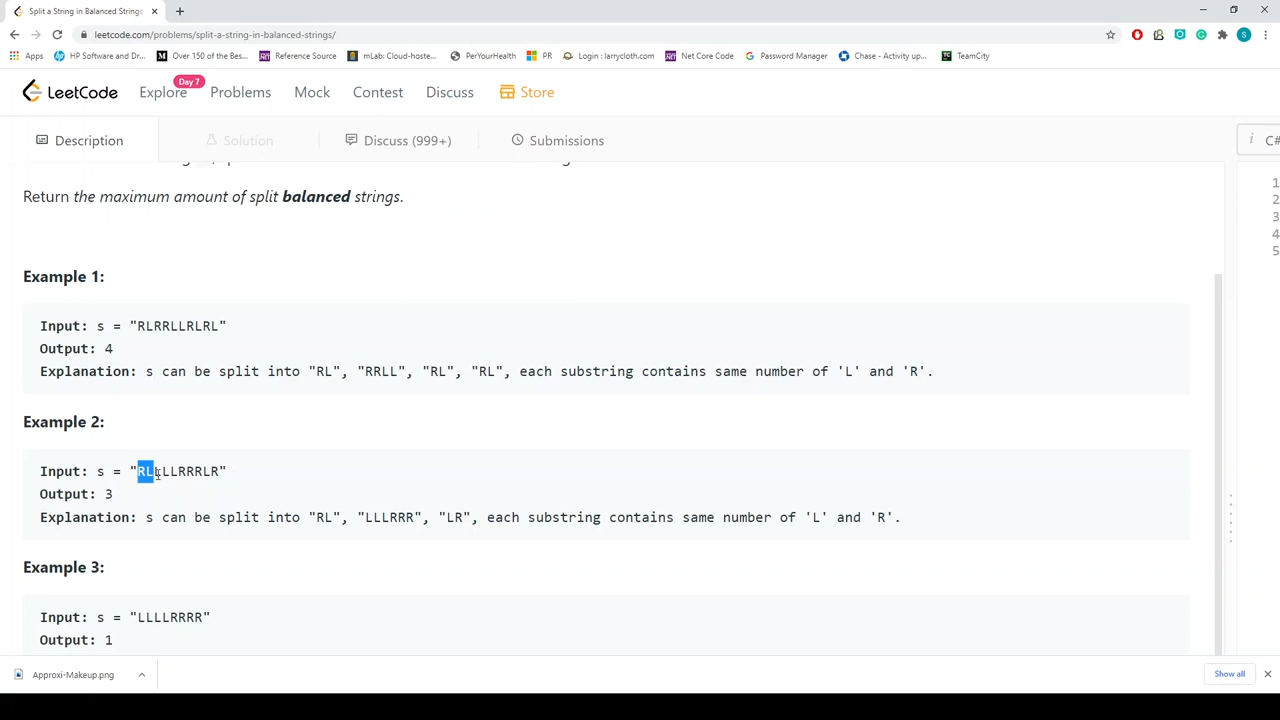 Split a String in Balanced Strings
leetcode.com/problems/split-a-string-in-balanced-strings/
S
Apps HP Software and Dr... Over 150 of the Bes... Reference Source mLab: Cloud-hoste... PerYourHealth PR Login : larrycloth.com Net Core Code Password Manager Chase - Activity up... TeamCity
LeetCode Explore Day 7 Problems Mock Contest Discuss Store
Description Solution Discuss (999+) Submissions i C#
Return the maximum amount of split balanced strings.
Example 1:
Input: s = "RLRRLLRLRL"
Output: 4
Explanation: s can be split into "RL", "RRLL", "RL", "RL", each substring contains same number of 'L' and 'R'.
Example 2:
Input: s = "RLLLLRRRLR"
Output: 3
Explanation: s can be split into "RL", "LLLRRR", "LR", each substring contains same number of 'L' and 'R'.
Example 3:
Input: s = "LLLLRRRR"
Output: 1
1
2
3
4
5
Approxi-Makeup.png
Show all